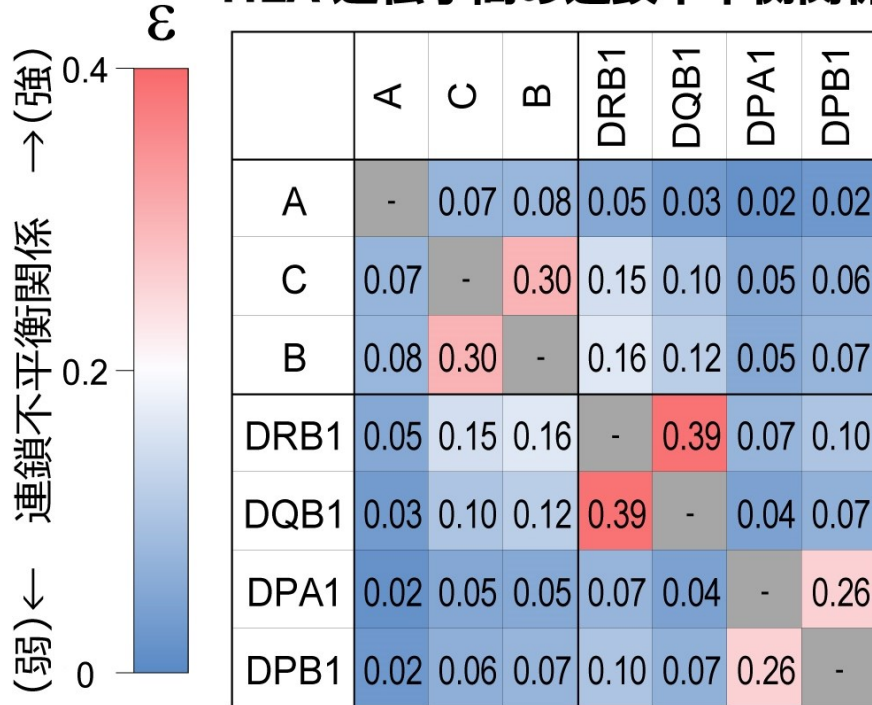 ε
0.4
0.2
0
(弱)← 連鎖不平衡関係 →(強)
A C B DRB1 DQB1 DPA1 DPB1
A - 0.07 0.08 0.05 0.03 0.02 0.02
C 0.07 - 0.30 0.15 0.10 0.05 0.06
B 0.08 0.30 - 0.16 0.12 0.05 0.07
DRB1 0.05 0.15 0.16 - 0.39 0.07 0.10
DQB1 0.03 0.10 0.12 0.39 - 0.04 0.07
DPA1 0.02 0.05 0.05 0.07 0.04 - 0.26
DPB1 0.02 0.06 0.07 0.10 0.07 0.26 -